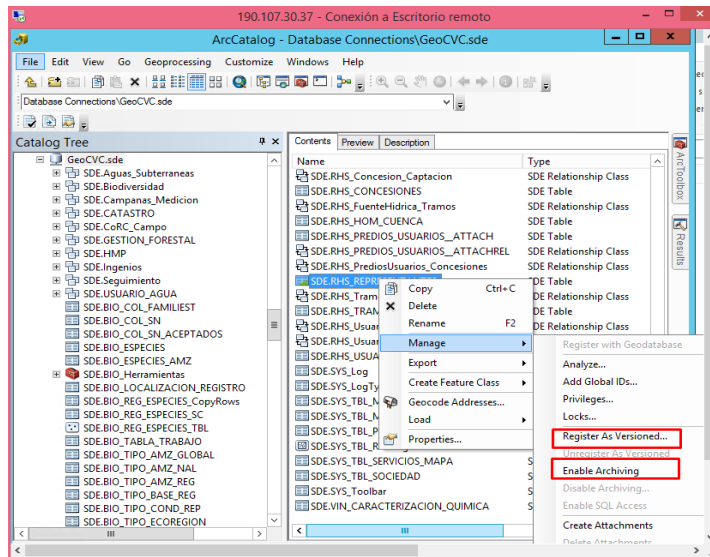 190.107.30.37 - Conexión a Escritorio remoto
ArcCatalog - Database Connections\GeoCVC.sde
File Edit View Go Geoprocessing Customize Windows Help
Database Connections\GeoCVC.sde
Catalog Tree
GeoCVC.sde
SDE.Aguas_Subterraneas
SDE.Biodiversidad
SDE.Campanas_Medicion
SDE.CATASTRO
SDE.CoRC_Campo
SDE.GESTION_FORESTAL
SDE.HMP
SDE.Ingenios
SDE.Seguimiento
SDE.USUARIO_AGUA
SDE.BIO_COL_FAMILIEST
SDE.BIO_COL_SN
SDE.BIO_COL_SN_ACEPTADOS
SDE.BIO_ESPECIES
SDE.BIO_ESPECIES_AMZ
SDE.BIO_Herramientas
SDE.BIO_LOCALIZACION_REGISTRO
SDE.BIO_REG_ESPECIES_CopyRows
SDE.BIO_REG_ESPECIES_SC
SDE.BIO_REG_ESPECIES_TBL
SDE.BIO_TABLA_TRABAJO
SDE.BIO_TIPO_AMZ_GLOBAL
SDE.BIO_TIPO_AMZ_NAL
SDE.BIO_TIPO_AMZ_REG
SDE.BIO_TIPO_BASE_REG
SDE.BIO_TIPO_COND_REP
SDE.BIO_TIPO_ECOREGION
Contents Preview Description
Name Type
SDE.RHS_Concesion_Captacion SDE Relationship Class
SDE.RHS_CONCESIONES SDE Table
SDE.RHS_FuenteHidrica_Tramos SDE Relationship Class
SDE.RHS_HOM_CUENCA SDE Table
SDE.RHS_PREDIOS_USUARIOS__ATTACH SDE Table
SDE.RHS_PREDIOS_USUARIOS__ATTACHREL SDE Relationship Class
SDE.RHS_PrediosUsuarios_Concesiones SDE Relationship Class
SDE Table
SDE.RHS_Tram SDE Relationship Class
SDE.RHS_TRAM SDE Table
SDE.RHS_Usuar SDE Relationship Class
SDE.RHS_Usuar
SDE.RHS_USUA
SDE.SYS_Log
SDE.SYS_LogTy
SDE.SYS_TBL_M
SDE.SYS_TBL_M
SDE.SYS_TBL_P
SDE.SYS_TBL_R
SDE.SYS_TBL_SERVICIOS_MAPA
SDE.SYS_TBL_SOCIEDAD
SDE.SYS_Toolbar
SDE.VIN_CARACTERIZACION_QUIMICA
Copy Ctrl+C
Delete
Rename F2
Manage
Export
Create Feature Class
Geocode Addresses...
Load
Properties...
Register with Geodatabase
Analyze...
Add Global IDs...
Privileges...
Locks...
Register As Versioned...
Unregister As Versioned
Enable Archiving
Disable Archiving...
Enable SQL Access
Create Attachments
Delete Attachments
ArcToolbox
Results